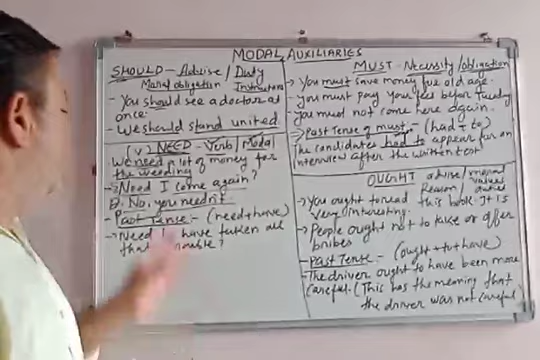 MODAL AUXILIARIES
SHOULD - Advise / Duty
Moral obligation Instructions
- You should see a doctor at
once.
- We should stand united
(v) NEED - Verb/Modal
We need a lot of money for
the wedding
- Need I come again?
No, you needn't
Past Tense - (need + have)
- Need I have taken all
that trouble?
MUST - Necessity/obligation
- You must save money for old age.
- you must pay your fees before Tuesday
- You must not come here again.
- Past Tense of must - (had + to)
The candidates had to appear for an
interview after the written test
OUGHT advise/moral values
Reason / duties
- You ought to read this book. It is
very interesting.
- People ought not to take or offer
bribes
- Past Tense - (ought + to + have)
- The driver ought to have been more
careful. (This has the meaning that
the driver was not careful)